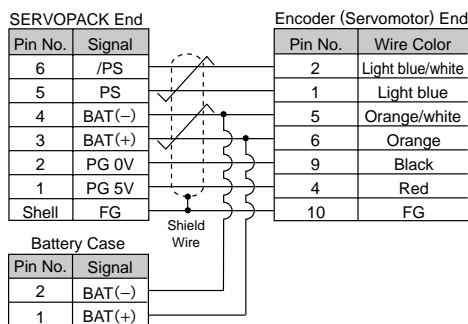 SERVOPACK End
Pin No. Signal
6 /PS
5 PS
4 BAT(−)
3 BAT(+)
2 PG 0V
1 PG 5V
Shell FG
Shield
Wire
Encoder (Servomotor) End
Pin No. Wire Color
2 Light blue/white
1 Light blue
5 Orange/white
6 Orange
9 Black
4 Red
10 FG
Battery Case
Pin No. Signal
2 BAT(−)
1 BAT(+)